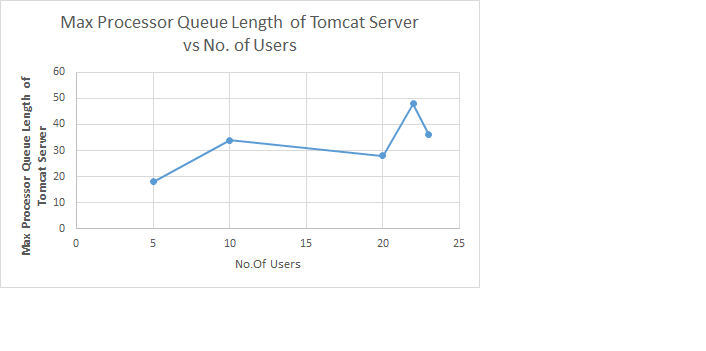 Max Processor Queue Length of Tomcat Server
vs No. of Users
Max Processor Queue Length of
Tomcat Server
60
50
40
30
20
10
0
0 5 10 15 20 25
No.Of Users